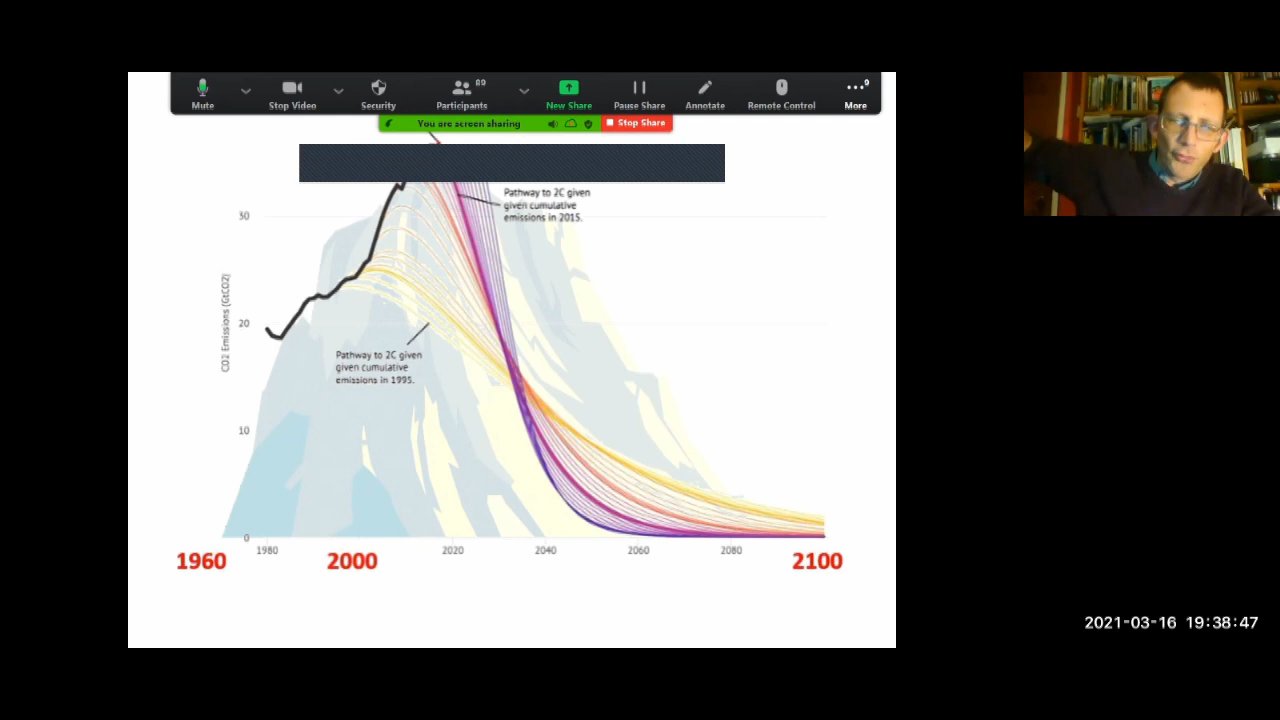 89
9
Mute
Stop Video
Security
Participants
New Share
Pause Share
Annotate
Remote Control
More
You are screen sharing
Stop Share
Pathway to 2C given
given cumulative
emissions in 2015.
30
20
10
0
CO2 Emissions (GtCO2)
Pathway to 2C given
given cumulative
emissions in 1995.
1980
2020
2040
2060
2080
1960
2000
2100
2021-03-16 19:38:47